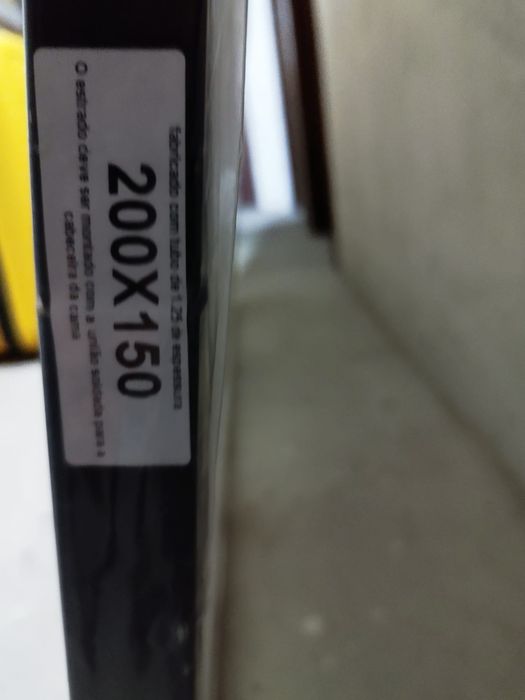 fabricado com tubo de 1.25 de espessura
200X150
O estrado deve ser montado com a união soldada para a
cabeceira da cama